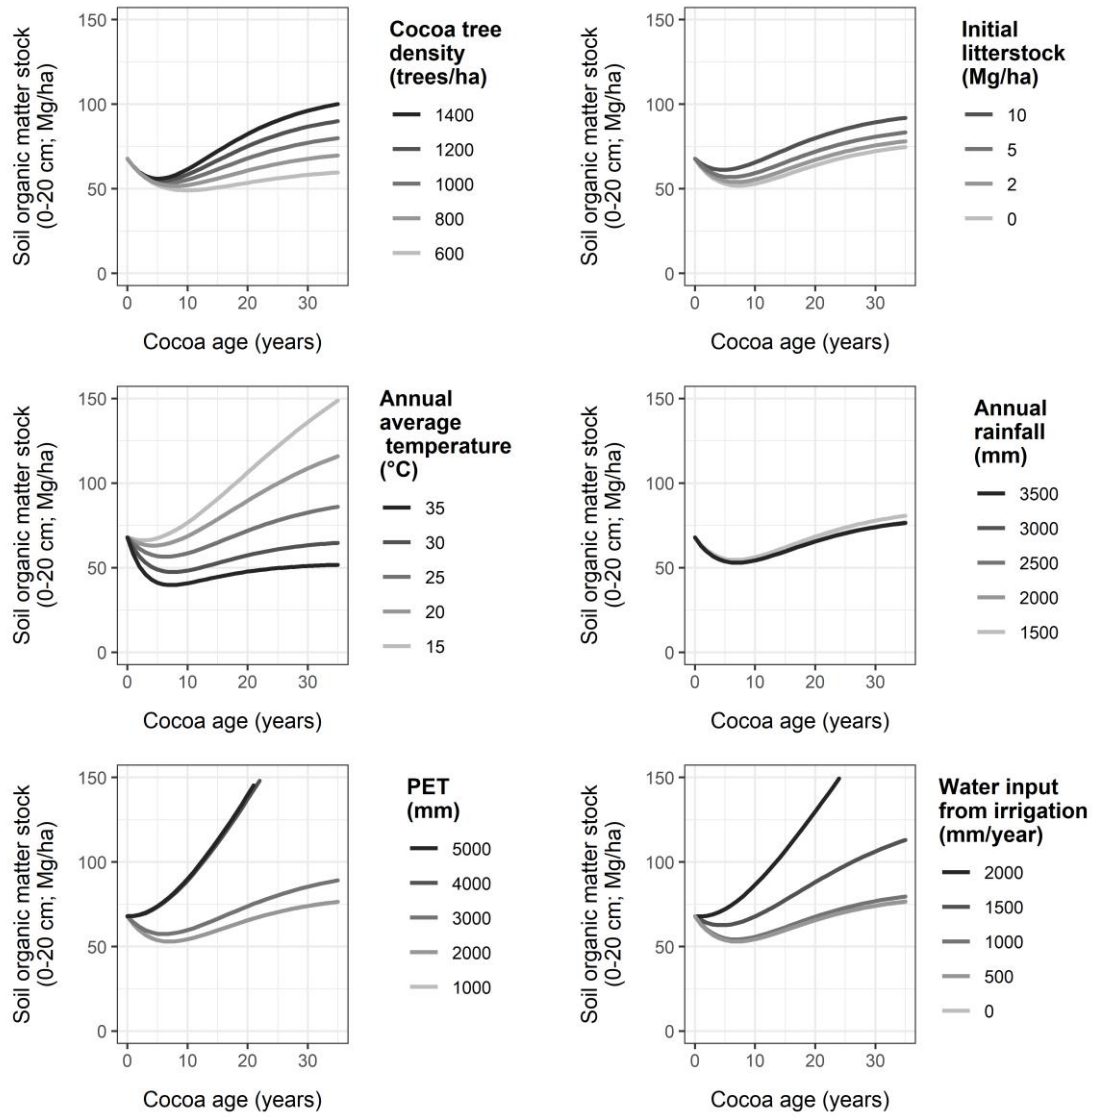 Soil organic matter stock
(0-20 cm; Mg/ha)
150
100
50
0
0 10 20 30
Cocoa age (years)
Cocoa tree
density
(trees/ha)
1400
1200
1000
800
600
Soil organic matter stock
(0-20 cm; Mg/ha)
150
100
50
0
0 10 20 30
Cocoa age (years)
Initial
litterstock
(Mg/ha)
10
5
2
0
Soil organic matter stock
(0-20 cm; Mg/ha)
150
100
50
0
0 10 20 30
Cocoa age (years)
Annual
average
temperature
(°C)
35
30
25
20
15
Soil organic matter stock
(0-20 cm; Mg/ha)
150
100
50
0
0 10 20 30
Cocoa age (years)
Annual
rainfall
(mm)
3500
3000
2500
2000
1500
Soil organic matter stock
(0-20 cm; Mg/ha)
150
100
50
0
0 10 20 30
Cocoa age (years)
PET
(mm)
5000
4000
3000
2000
1000
Soil organic matter stock
(0-20 cm; Mg/ha)
150
100
50
0
0 10 20 30
Cocoa age (years)
Water input
from irrigation
(mm/year)
2000
1500
1000
500
0